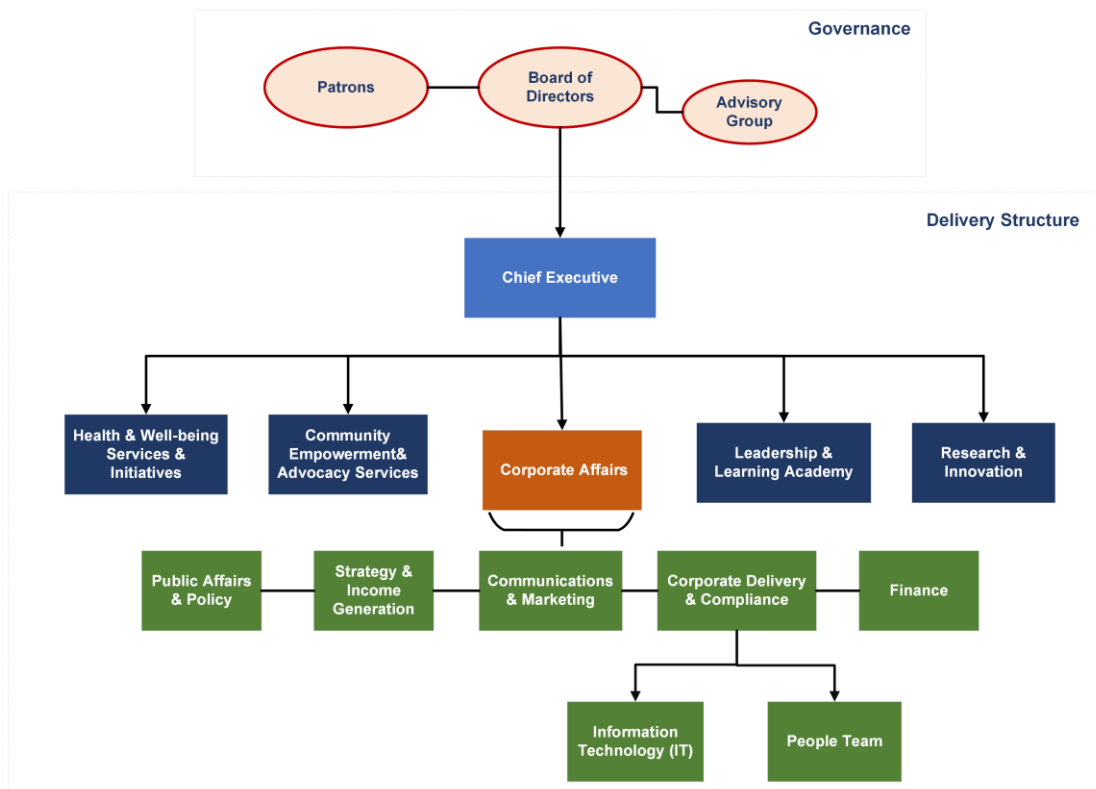 Governance
Patrons
Board of
Directors
Advisory
Group
Delivery Structure
Chief Executive
Health & Well-being
Services &
Initiatives
Community
Empowerment&
Advocacy Services
Corporate Affairs
Leadership &
Learning Academy
Research &
Innovation
Public Affairs
& Policy
Strategy &
Income
Generation
Communications
& Marketing
Corporate Delivery
& Compliance
Finance
Information
Technology (IT)
People Team